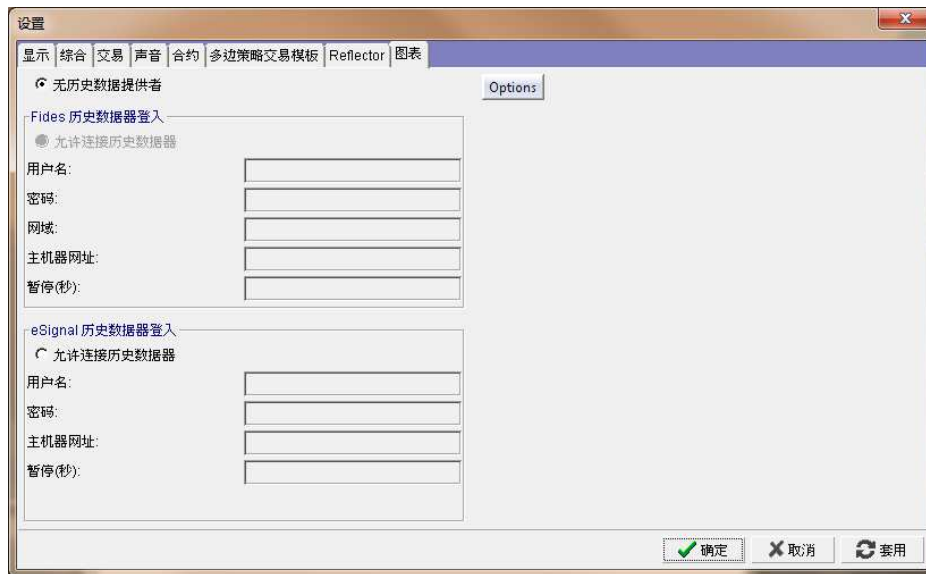 设置
显示 综合 交易 声音 合约 多边策略交易模板 Reflector 图表
无历史数据提供者 Options
Fides 历史数据器登入
允许连接历史数据器
用户名:
密码:
网域:
主机器网址:
暂停(秒):
eSignal 历史数据器登入
允许连接历史数据器
用户名:
密码:
主机器网址:
暂停(秒):
确定 取消 套用